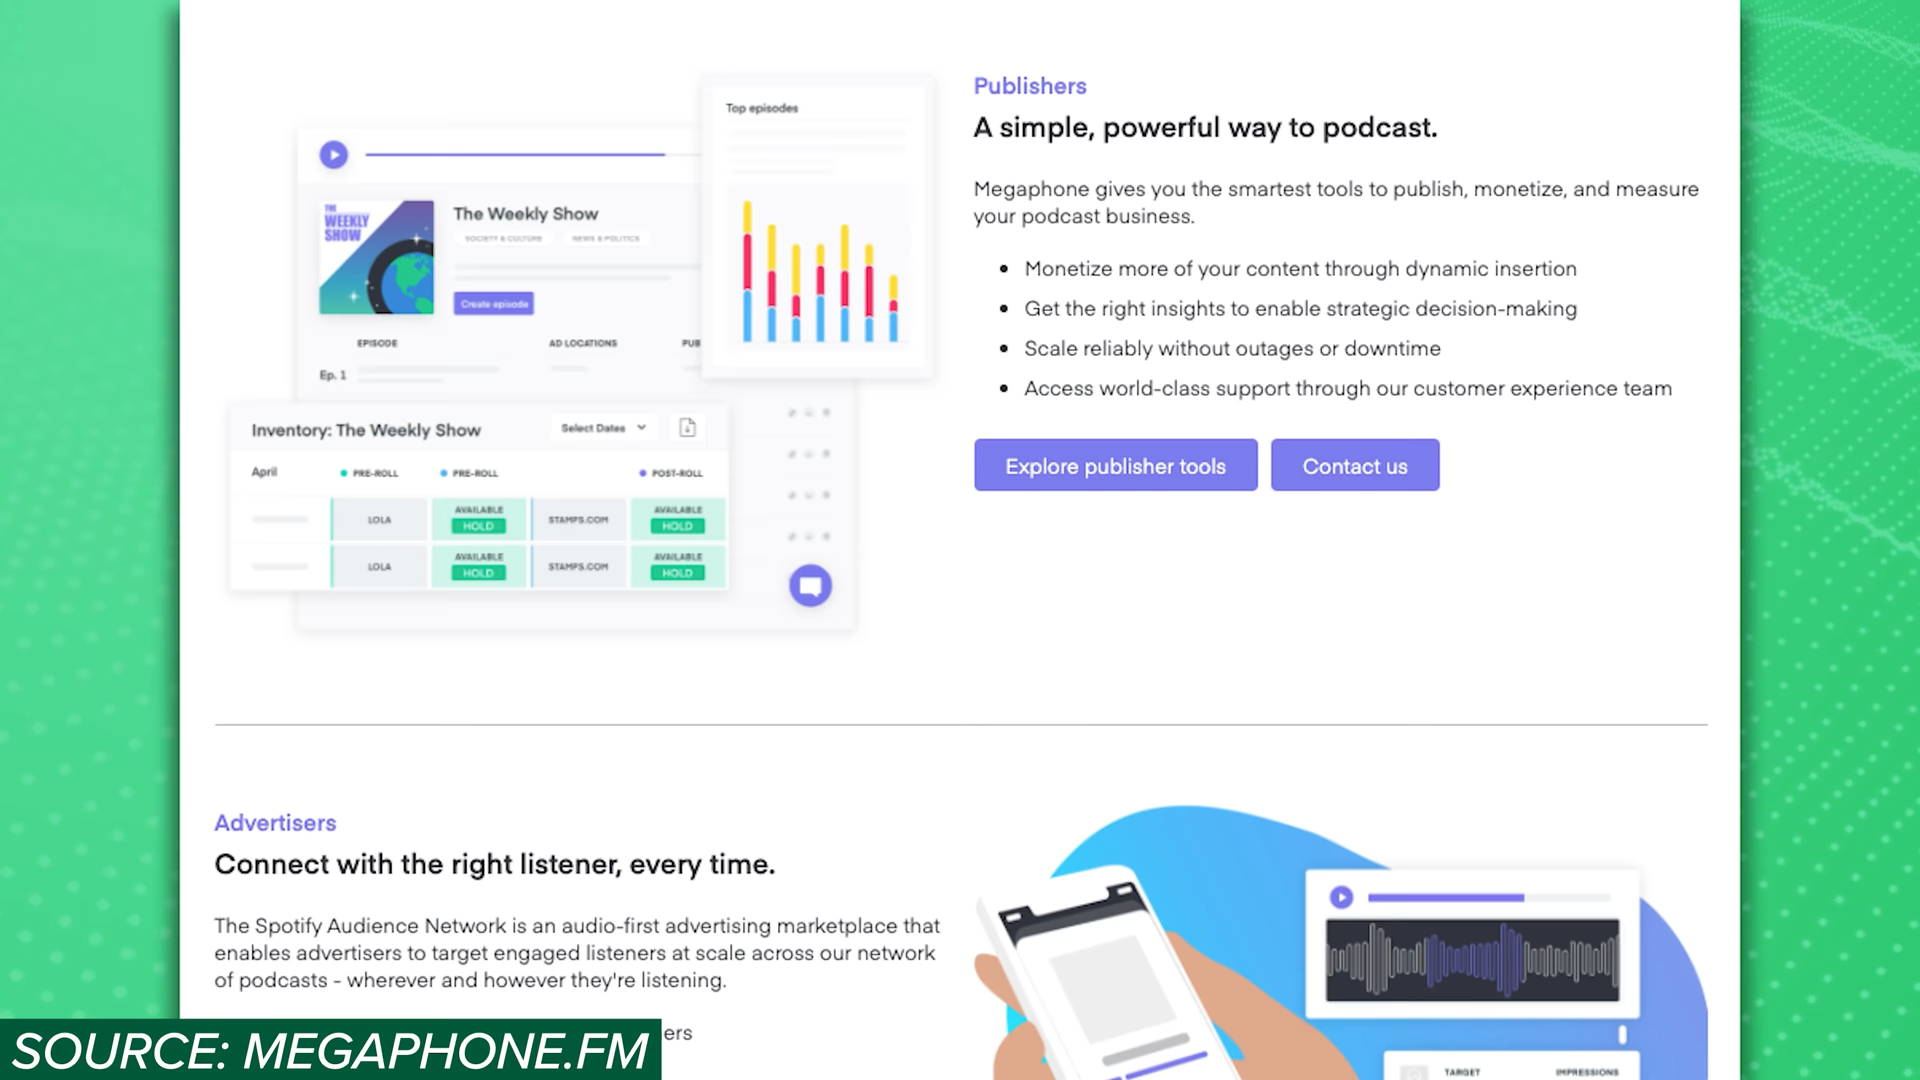 Publishers
A simple, powerful way to podcast.
Megaphone gives you the smartest tools to publish, monetize, and measure
your podcast business.
Monetize more of your content through dynamic insertion
Get the right insights to enable strategic decision-making
Scale reliably without outages or downtime
Access world-class support through our customer experience team
Explore publisher tools
Contact us
Top episodes
THE
WEEKLY
SHOW
The Weekly Show
SOCIETY & CULTURE
NEWS & POLITICS
Create episode
EPISODE
AD LOCATIONS
PUB
Ep. 1
Inventory: The Weekly Show
Select Dates
April
PRE-ROLL
PRE-ROLL
POST-ROLL
LOLA
AVAILABLE
HOLD
STAMPS.COM
AVAILABLE
HOLD
LOLA
AVAILABLE
HOLD
STAMPS.COM
AVAILABLE
HOLD
Advertisers
Connect with the right listener, every time.
The Spotify Audience Network is an audio-first advertising marketplace that
enables advertisers to target engaged listeners at scale across our network
of podcasts - wherever and however they're listening.
ers
TARGET
IMPRESSIONS
SOURCE: MEGAPHONE.FM